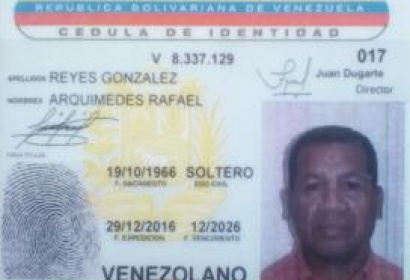 REPUBLICA BOLIVARIANA DE VENEZUELA
CEDULA DE IDENTIDAD
V 8.337.129
017
APELLIDOS REYES GONZALEZ
Juan Dugarte
Director
NOMBRES ARQUIMEDES RAFAEL
FIRMA TITULAR
19/10/1966 SOLTERO
F. NACIMIENTO EDO CIVIL
29/12/2016 12/2026
F. EXPEDICION F. VENCIMIENTO
VENEZOLANO